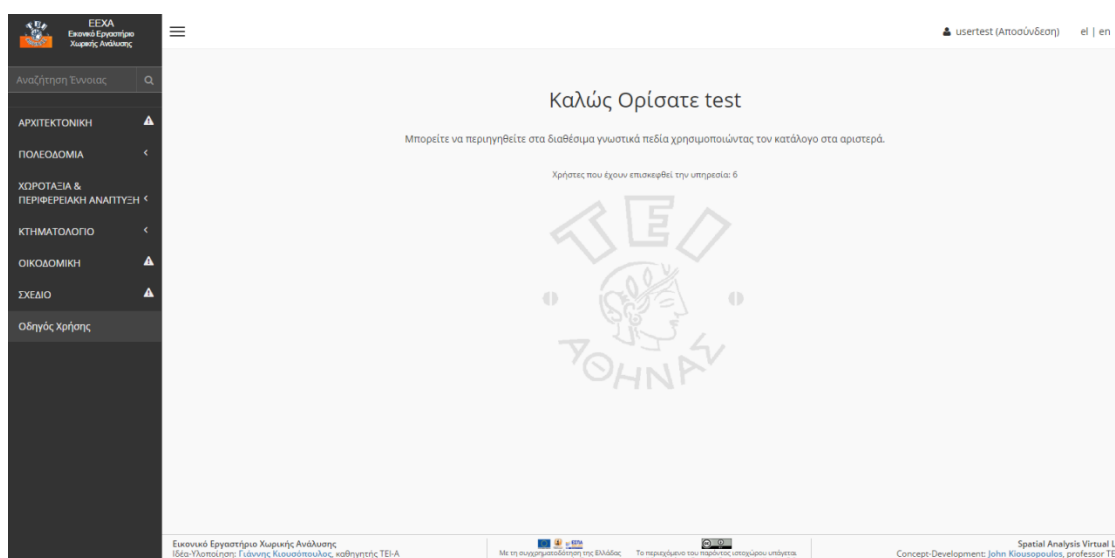 ΕΕΧΑ
Εικονικό Εργαστήριο
Χωρικής Ανάλυσης
usertest (Αποσύνδεση) el | en
Αναζήτηση Έννοιας
ΑΡΧΙΤΕΚΤΟΝΙΚΗ
ΠΟΛΕΟΔΟΜΙΑ
ΧΩΡΟΤΑΞΙΑ &
ΠΕΡΙΦΕΡΕΙΑΚΗ ΑΝΑΠΤΥΞΗ
ΚΤΗΜΑΤΟΛΟΓΙΟ
ΟΙΚΟΔΟΜΙΚΗ
ΣΧΕΔΙΟ
Οδηγός Χρήσης
Καλώς Ορίσατε test
Μπορείτε να περιηγηθείτε στα διαθέσιμα γνωστικά πεδία χρησιμοποιώντας τον κατάλογο στα αριστερά.
Χρήστες που έχουν επισκεφθεί την υπηρεσία: 6
ΤΕΙ
ΑΘΗΝΑΣ
Εικονικό Εργαστήριο Χωρικής Ανάλυσης
Ιδέα-Υλοποίηση: Γιάννης Κιουσόπουλος, καθηγητής ΤΕΙ-Α
Με τη συγχρηματοδότηση της Ελλάδας
Το περιεχόμενο του παρόντος ιστοχώρου υπάγεται
Spatial Analysis Virtual L
Concept-Development: John Kiousopoulos, professor TE